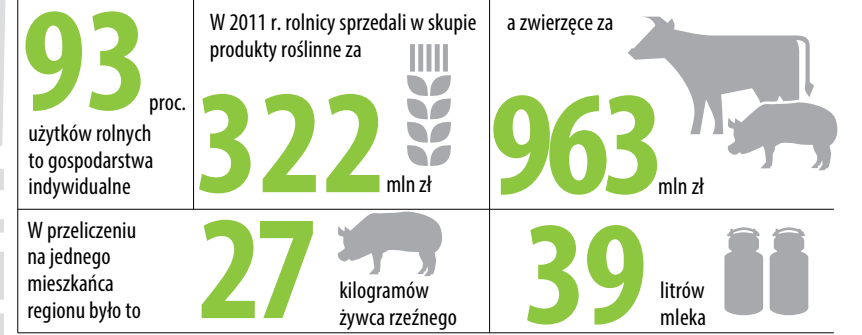 93 proc.
użytków rolnych
to gospodarstwa
indywidualne
W 2011 r. rolnicy sprzedali w skupie
produkty roślinne za
322 mln zł
a zwierzęce za
963 mln zł
W przeliczeniu
na jednego
mieszkańca
regionu było to
27
kilogramów
żywca rzeźnego
39
litrów
mleka